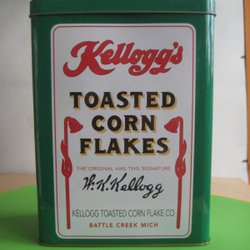 Kellogg's
TOASTED
CORN
FLAKES
THE ORIGINAL HAS THIS SIGNATURE
W.K.Kellogg
KELLOGG TOASTED CORN FLAKE CO
BATTLE CREEK MICH